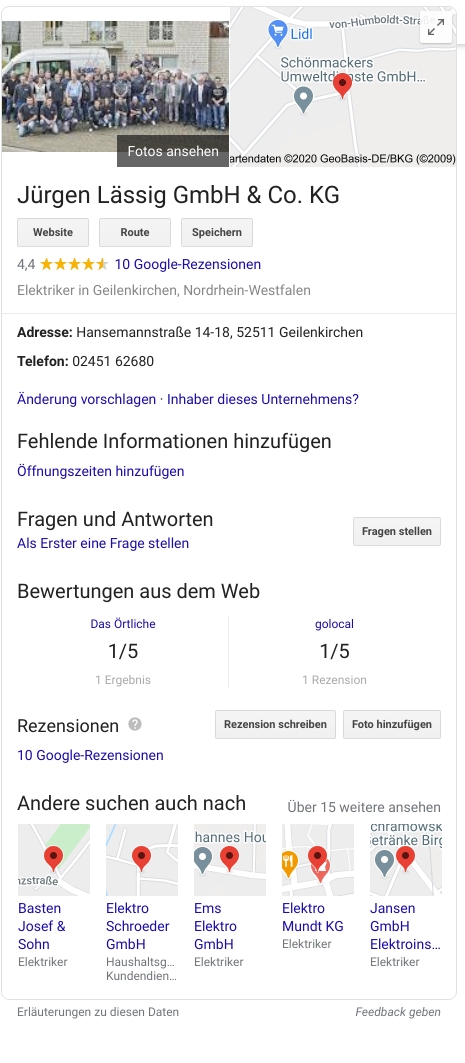 Lidl
von-Humboldt-Straße
Schönmackers
Umweltdienste GmbH…
Fotos ansehen
artendaten ©2020 GeoBasis-DE/BKG (©2009)
Jürgen Lässig GmbH & Co. KG
Website Route Speichern
4,4 10 Google-Rezensionen
Elektriker in Geilenkirchen, Nordrhein-Westfalen
Adresse: Hansemannstraße 14-18, 52511 Geilenkirchen
Telefon: 02451 62680
Änderung vorschlagen · Inhaber dieses Unternehmens?
Fehlende Informationen hinzufügen
Öffnungszeiten hinzufügen
Fragen und Antworten
Als Erster eine Frage stellen
Fragen stellen
Bewertungen aus dem Web
Das Örtliche golocal
1/5 1/5
1 Ergebnis 1 Rezension
Rezensionen ? Rezension schreiben Foto hinzufügen
10 Google-Rezensionen
Andere suchen auch nach Über 15 weitere ansehen
nzstraße
hannes Hou
chramowsk
Getränke Birg
Basten
Josef &
Sohn
Elektriker
Elektro
Schroeder
GmbH
Haushaltsg…
Kundendien…
Ems
Elektro
GmbH
Elektriker
Elektro
Mundt KG
Elektriker
Jansen
GmbH
Elektroins…
Elektriker
Erläuterungen zu diesen Daten Feedback geben